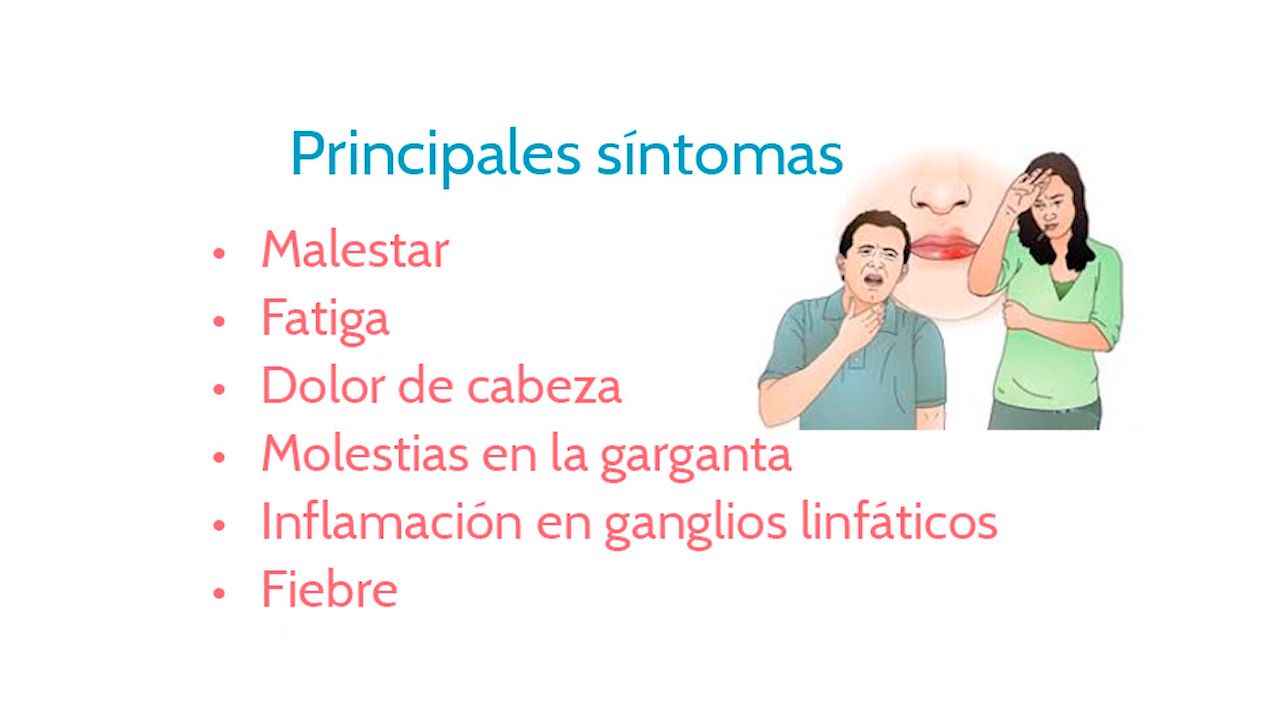 Principales síntomas
• Malestar
• Fatiga
• Dolor de cabeza
• Molestias en la garganta
• Inflamación en ganglios linfáticos
• Fiebre